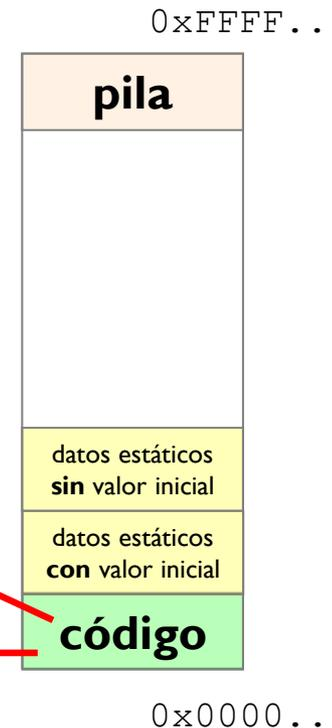 0xFFFF..
pila
datos estáticos
sin valor inicial
datos estáticos
con valor inicial
código
0x0000..